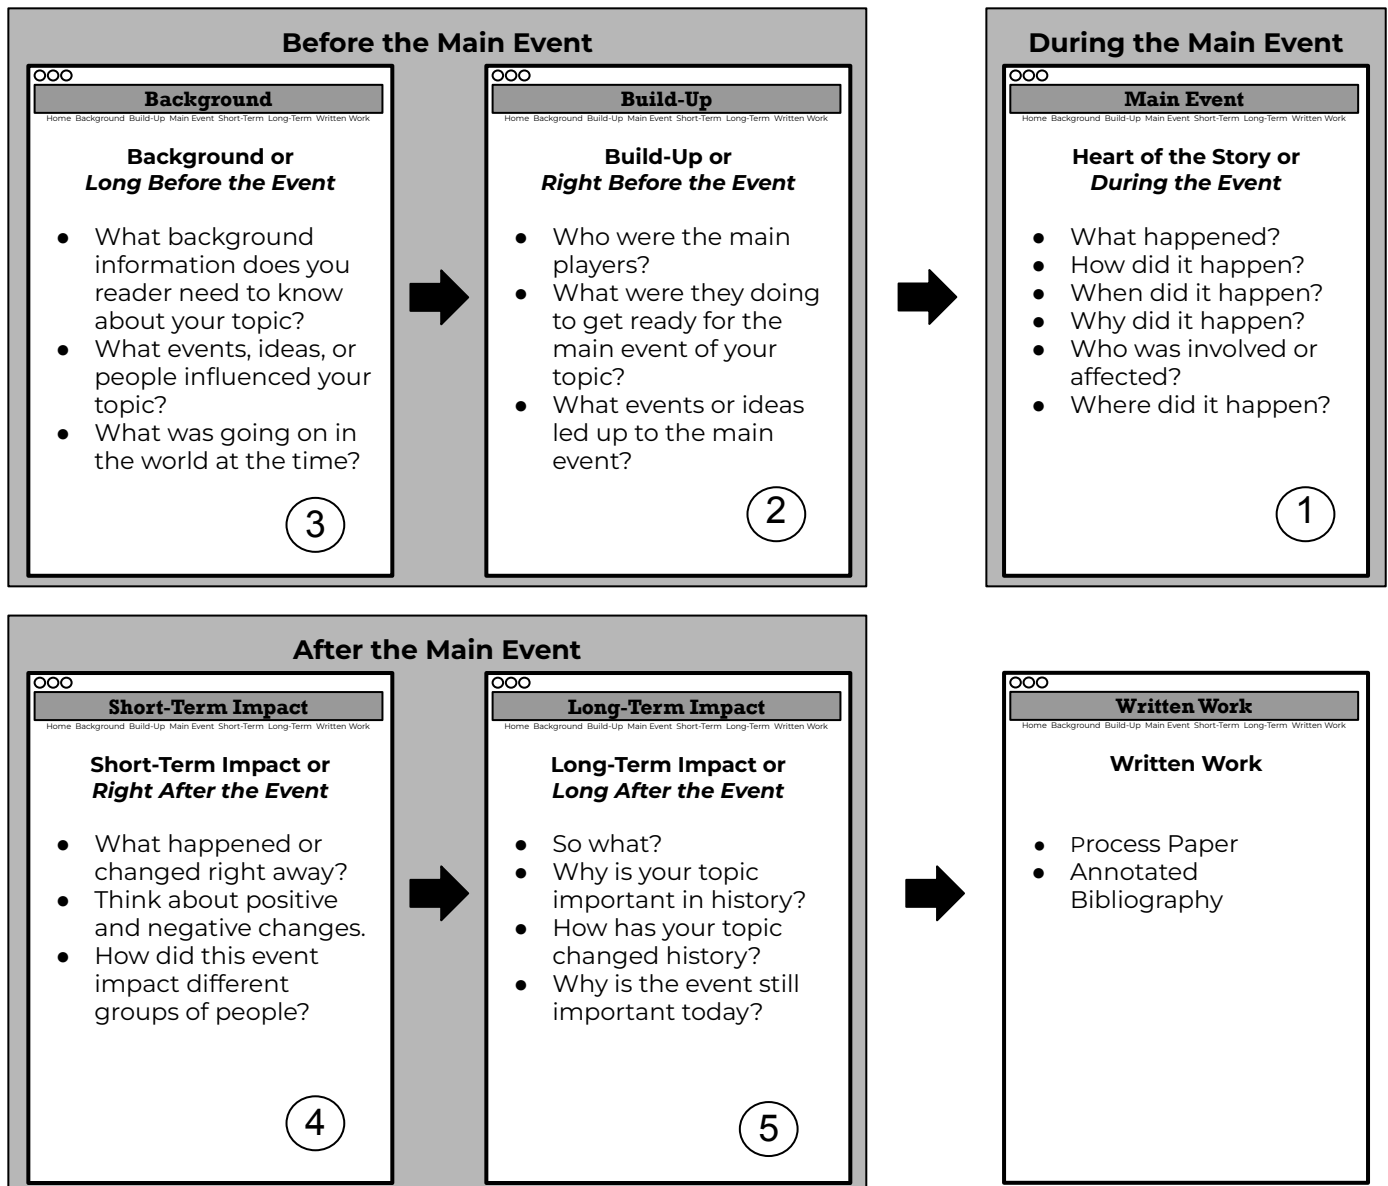 Before the Main Event
Background
Home Background Build-Up Main Event Short-Term Long-Term Written Work
Background or
Long Before the Event
● What background
information does you
reader need to know
about your topic?
● What events, ideas, or
people influenced your
topic?
● What was going on in
the world at the time?
3
Build-Up
Home Background Build-Up Main Event Short-Term Long-Term Written Work
Build-Up or
Right Before the Event
● Who were the main
players?
● What were they doing
to get ready for the
main event of your
topic?
● What events or ideas
led up to the main
event?
2
During the Main Event
Main Event
Home Background Build-Up Main Event Short-Term Long-Term Written Work
Heart of the Story or
During the Event
● What happened?
● How did it happen?
● When did it happen?
● Why did it happen?
● Who was involved or
affected?
● Where did it happen?
1
After the Main Event
Short-Term Impact
Home Background Build-Up Main Event Short-Term Long-Term Written Work
Short-Term Impact or
Right After the Event
● What happened or
changed right away?
● Think about positive
and negative changes.
● How did this event
impact different
groups of people?
4
Long-Term Impact
Home Background Build-Up Main Event Short-Term Long-Term Written Work
Long-Term Impact or
Long After the Event
● So what?
● Why is your topic
important in history?
● How has your topic
changed history?
● Why is the event still
important today?
5
Written Work
Home Background Build-Up Main Event Short-Term Long-Term Written Work
Written Work
● Process Paper
● Annotated
Bibliography